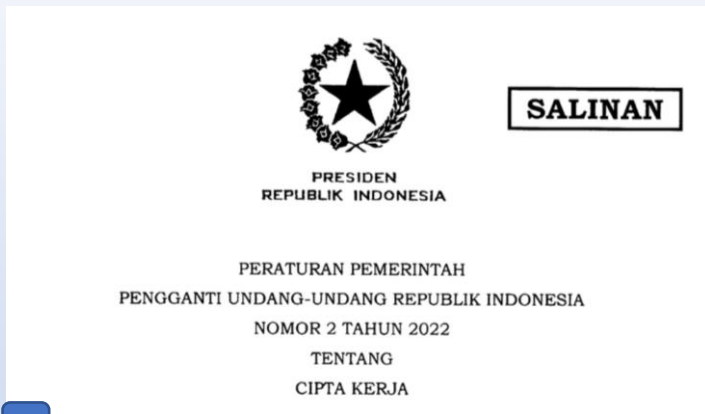 SALINAN
PRESIDEN
REPUBLIK INDONESIA
PERATURAN PEMERINTAH
PENGGANTI UNDANG-UNDANG REPUBLIK INDONESIA
NOMOR 2 TAHUN 2022
TENTANG
CIPTA KERJA